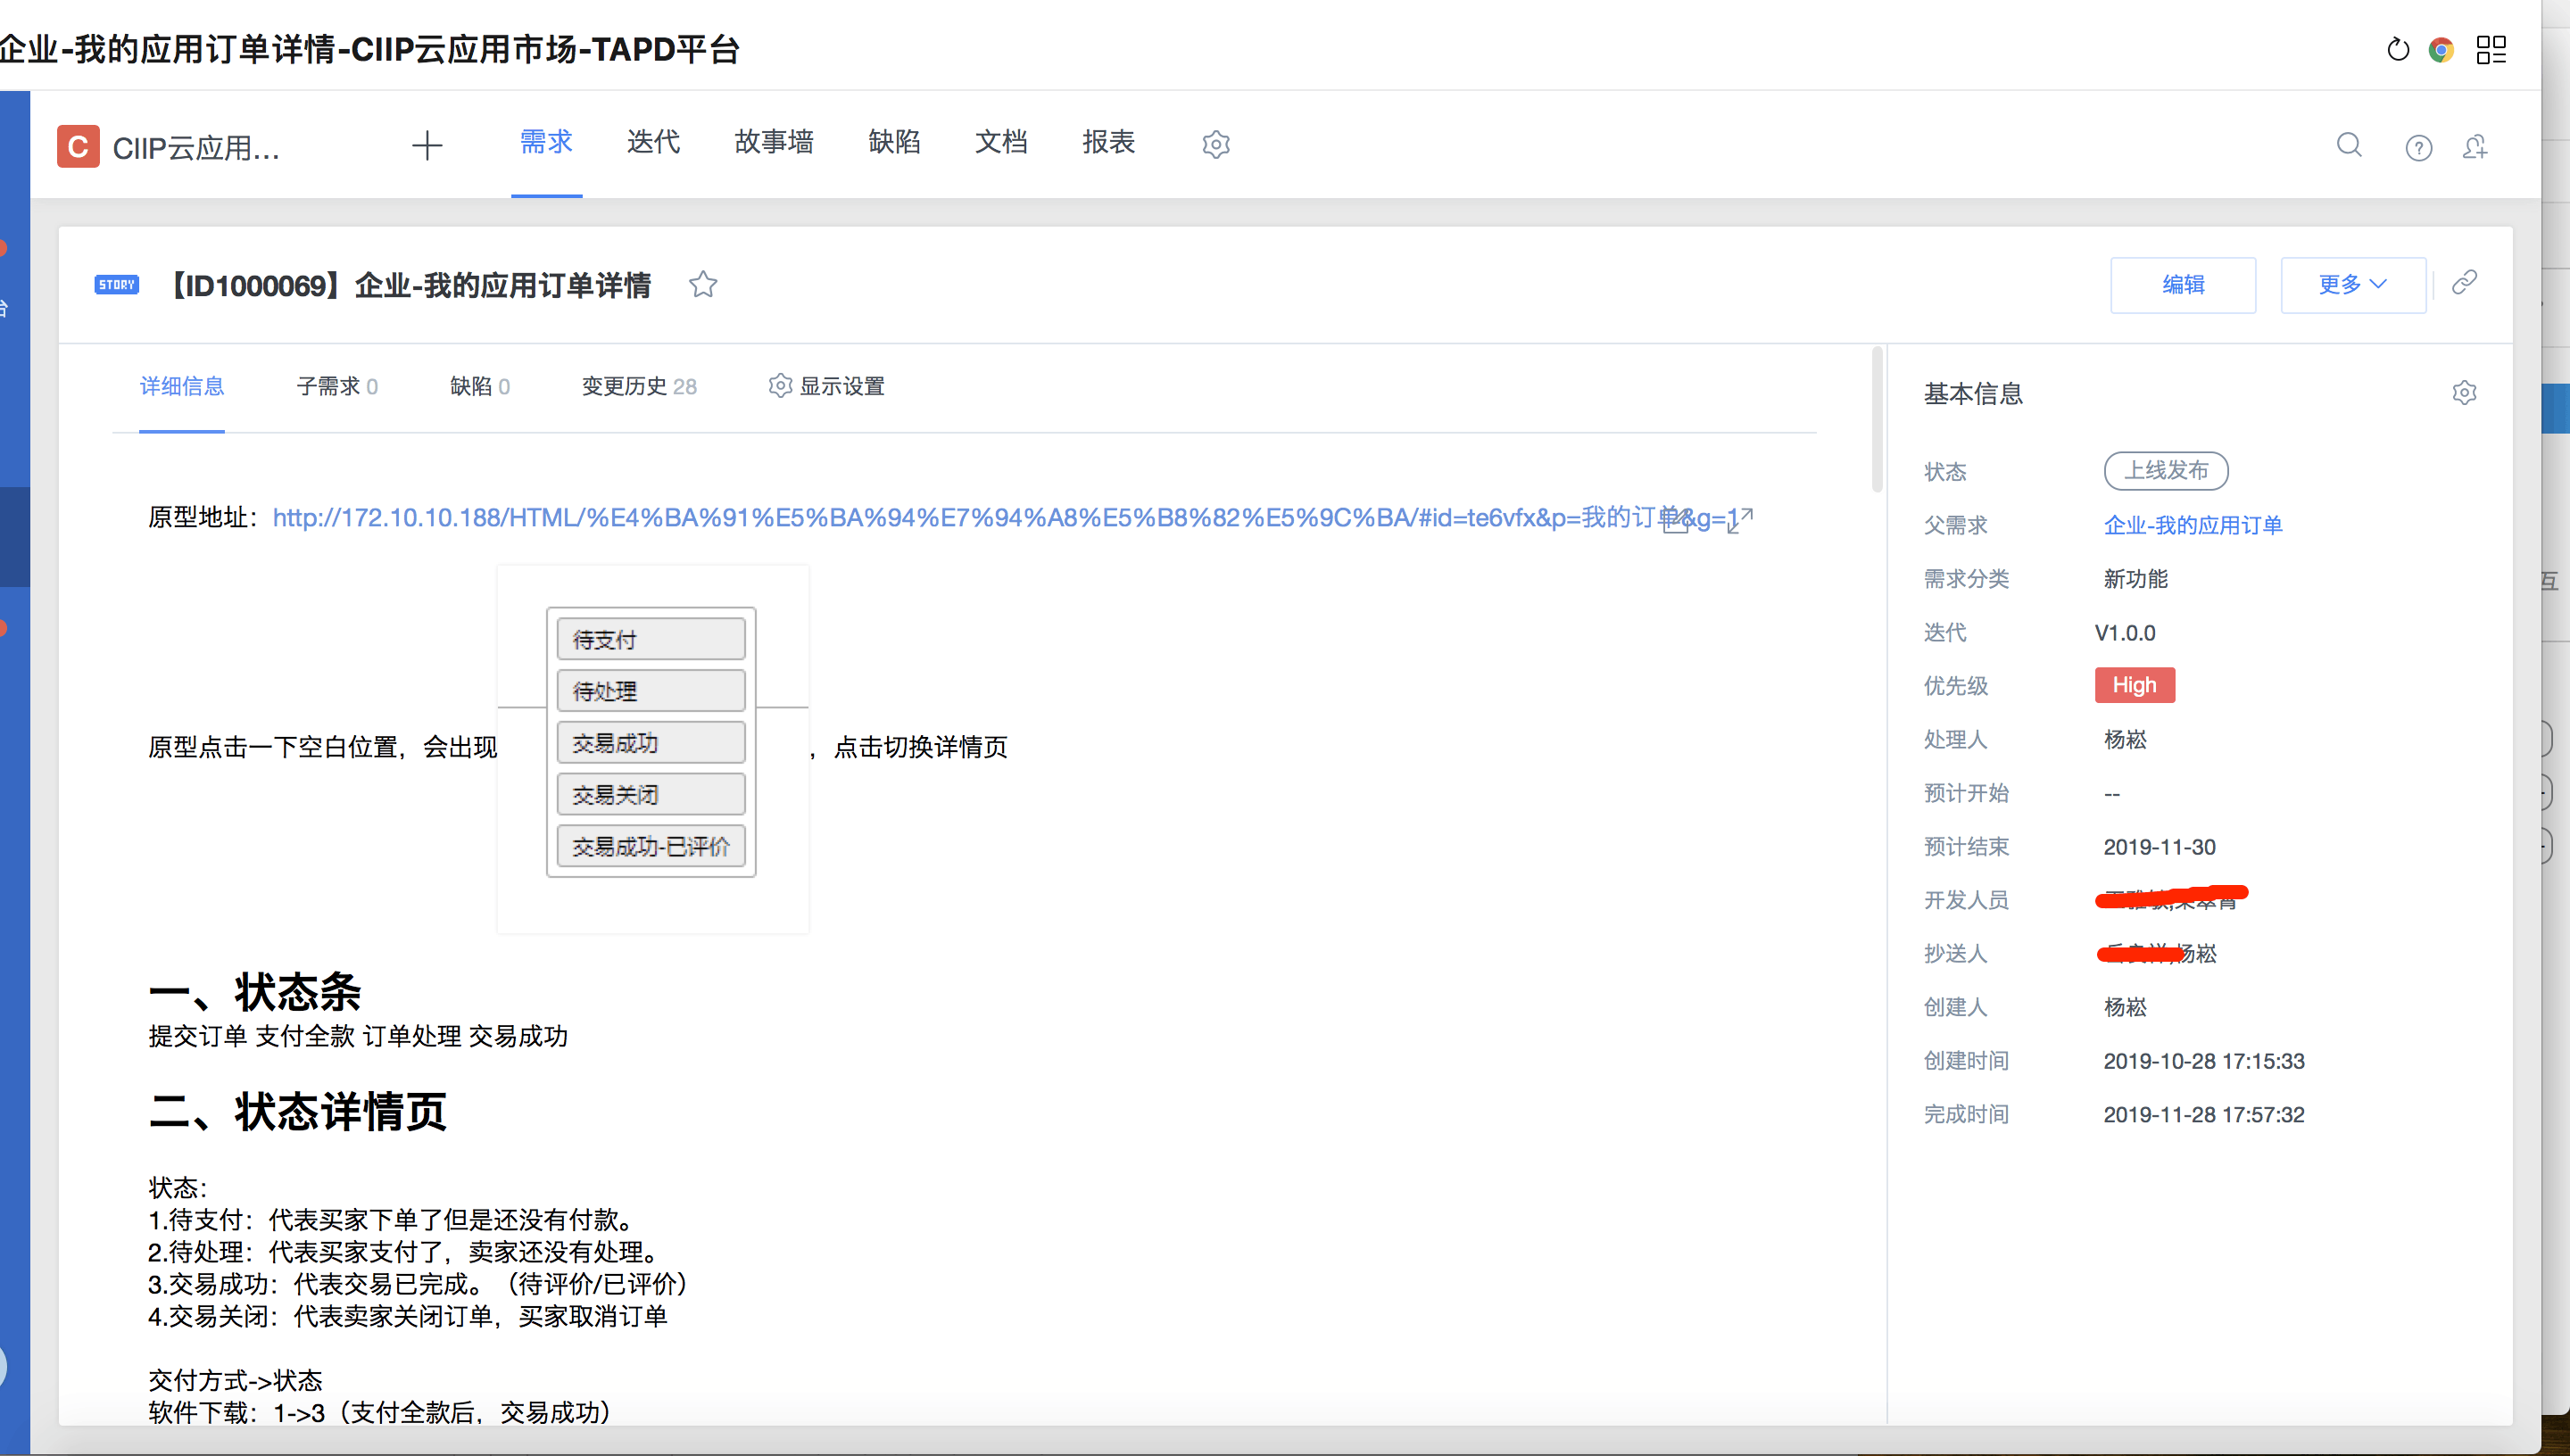 企业-我的应用订单详情-CIIP云应用市场-TAPD平台
C CIIP云应用... 需求 迭代 故事墙 缺陷 文档 报表
台
STORY 【ID1000069】企业-我的应用订单详情 编辑 更多
详细信息 子需求 0 缺陷 0 变更历史 28 显示设置
原型地址：http://172.10.10.188/HTML/%E4%BA%91%E5%BA%94%E7%94%A8%E5%B8%82%E5%9C%BA/#id=te6vfx&p=我的订单&g=1
待支付
待处理
交易成功
交易关闭
交易成功-已评价
原型点击一下空白位置，会出现，点击切换详情页
一、状态条
提交订单 支付全款 订单处理 交易成功
二、状态详情页
状态：
1.待支付：代表买家下单了但是还没有付款。
2.待处理：代表买家支付了，卖家还没有处理。
3.交易成功：代表交易已完成。（待评价/已评价）
4.交易关闭：代表卖家关闭订单，买家取消订单
交付方式->状态
软件下载：1->3（支付全款后，交易成功）
基本信息
状态 上线发布
父需求 企业-我的应用订单
需求分类 新功能
迭代 V1.0.0
优先级 High
处理人 杨崧
预计开始 --
预计结束 2019-11-30
开发人员
抄送人 杨崧
创建人 杨崧
创建时间 2019-10-28 17:15:33
完成时间 2019-11-28 17:57:32
互